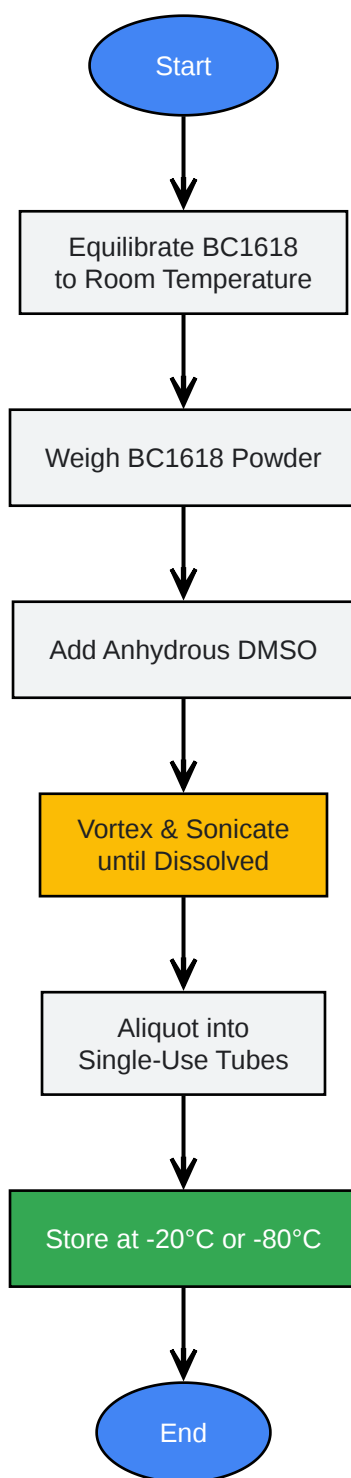 Start
Equilibrate BC1618
to Room Temperature
Weigh BC1618 Powder
Add Anhydrous DMSO
Vortex & Sonicate
until Dissolved
Aliquot into
Single-Use Tubes
Store at -20°C or -80°C
End